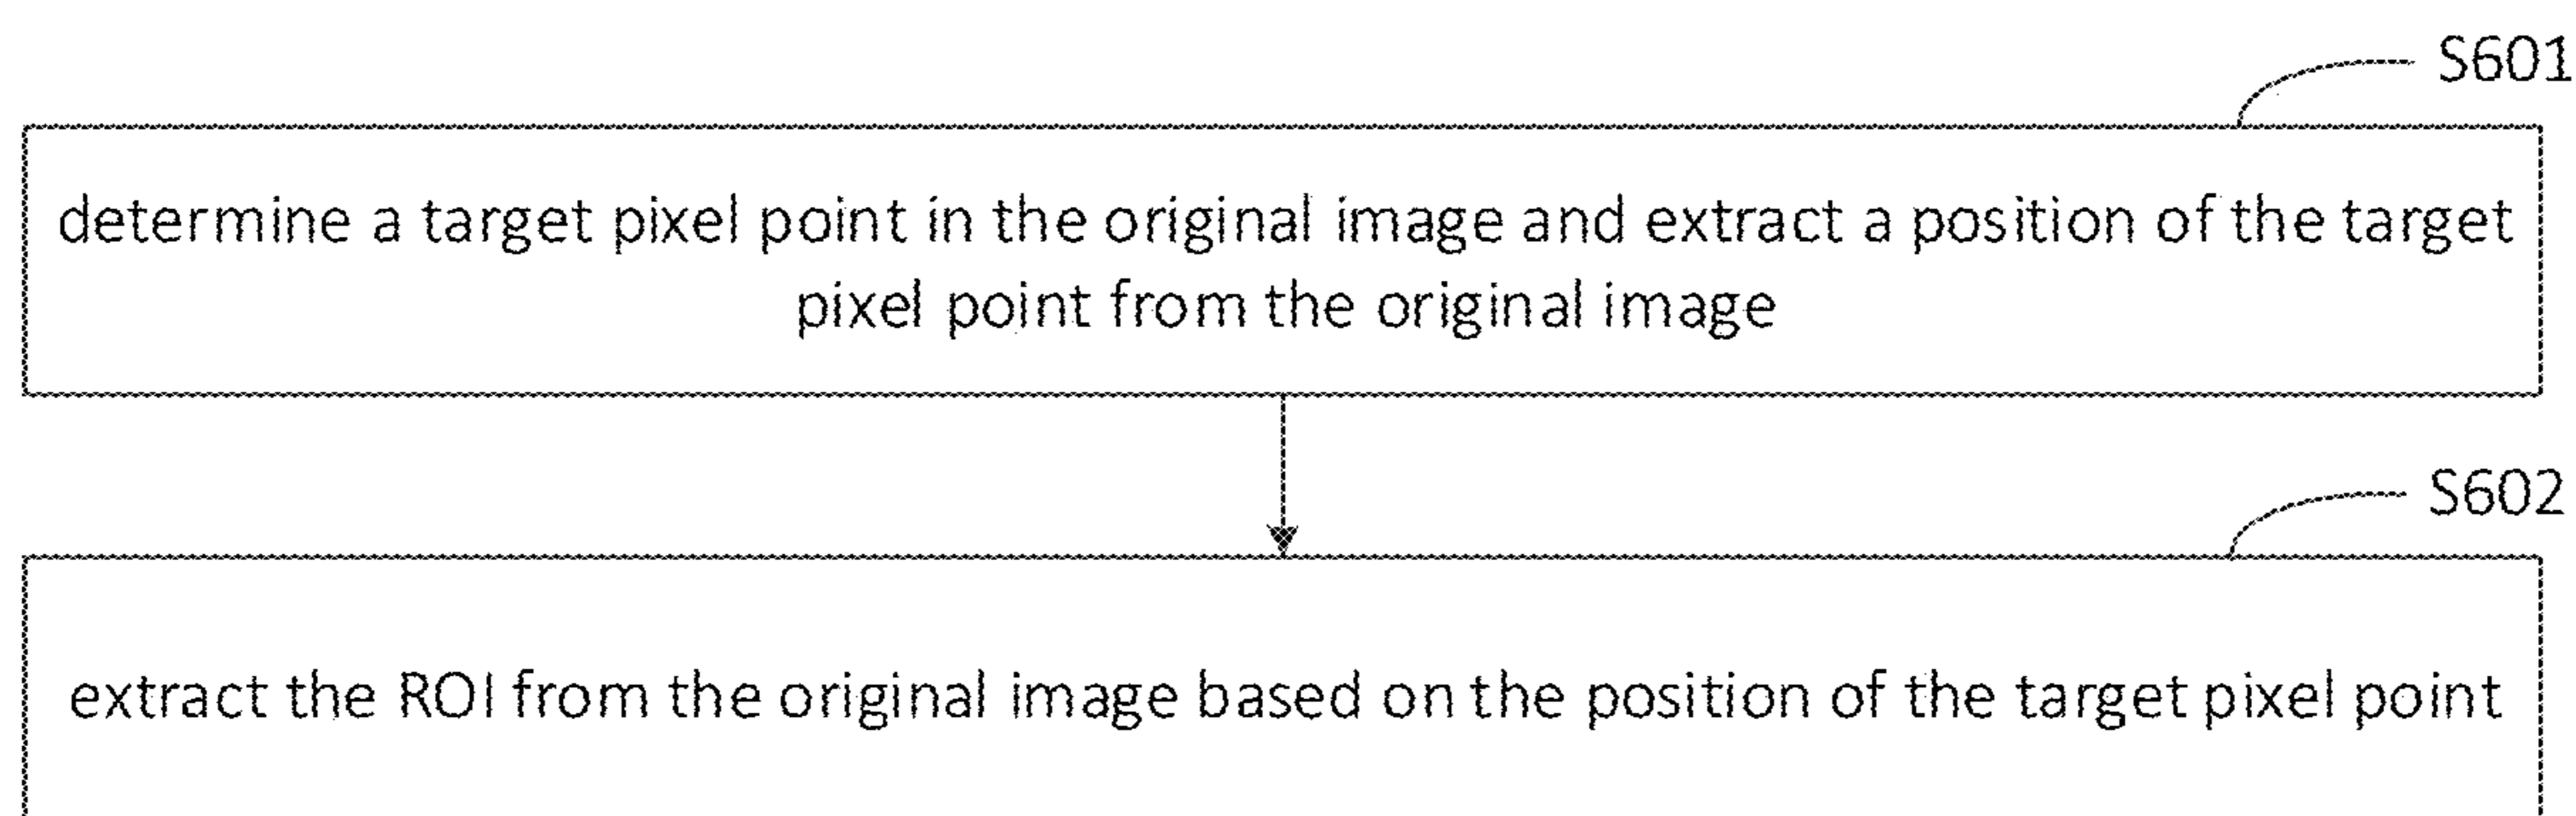 S601
determine a target pixel point in the original image and extract a position of the target
pixel point from the original image
S602
extract the ROI from the original image based on the position of the target pixel point